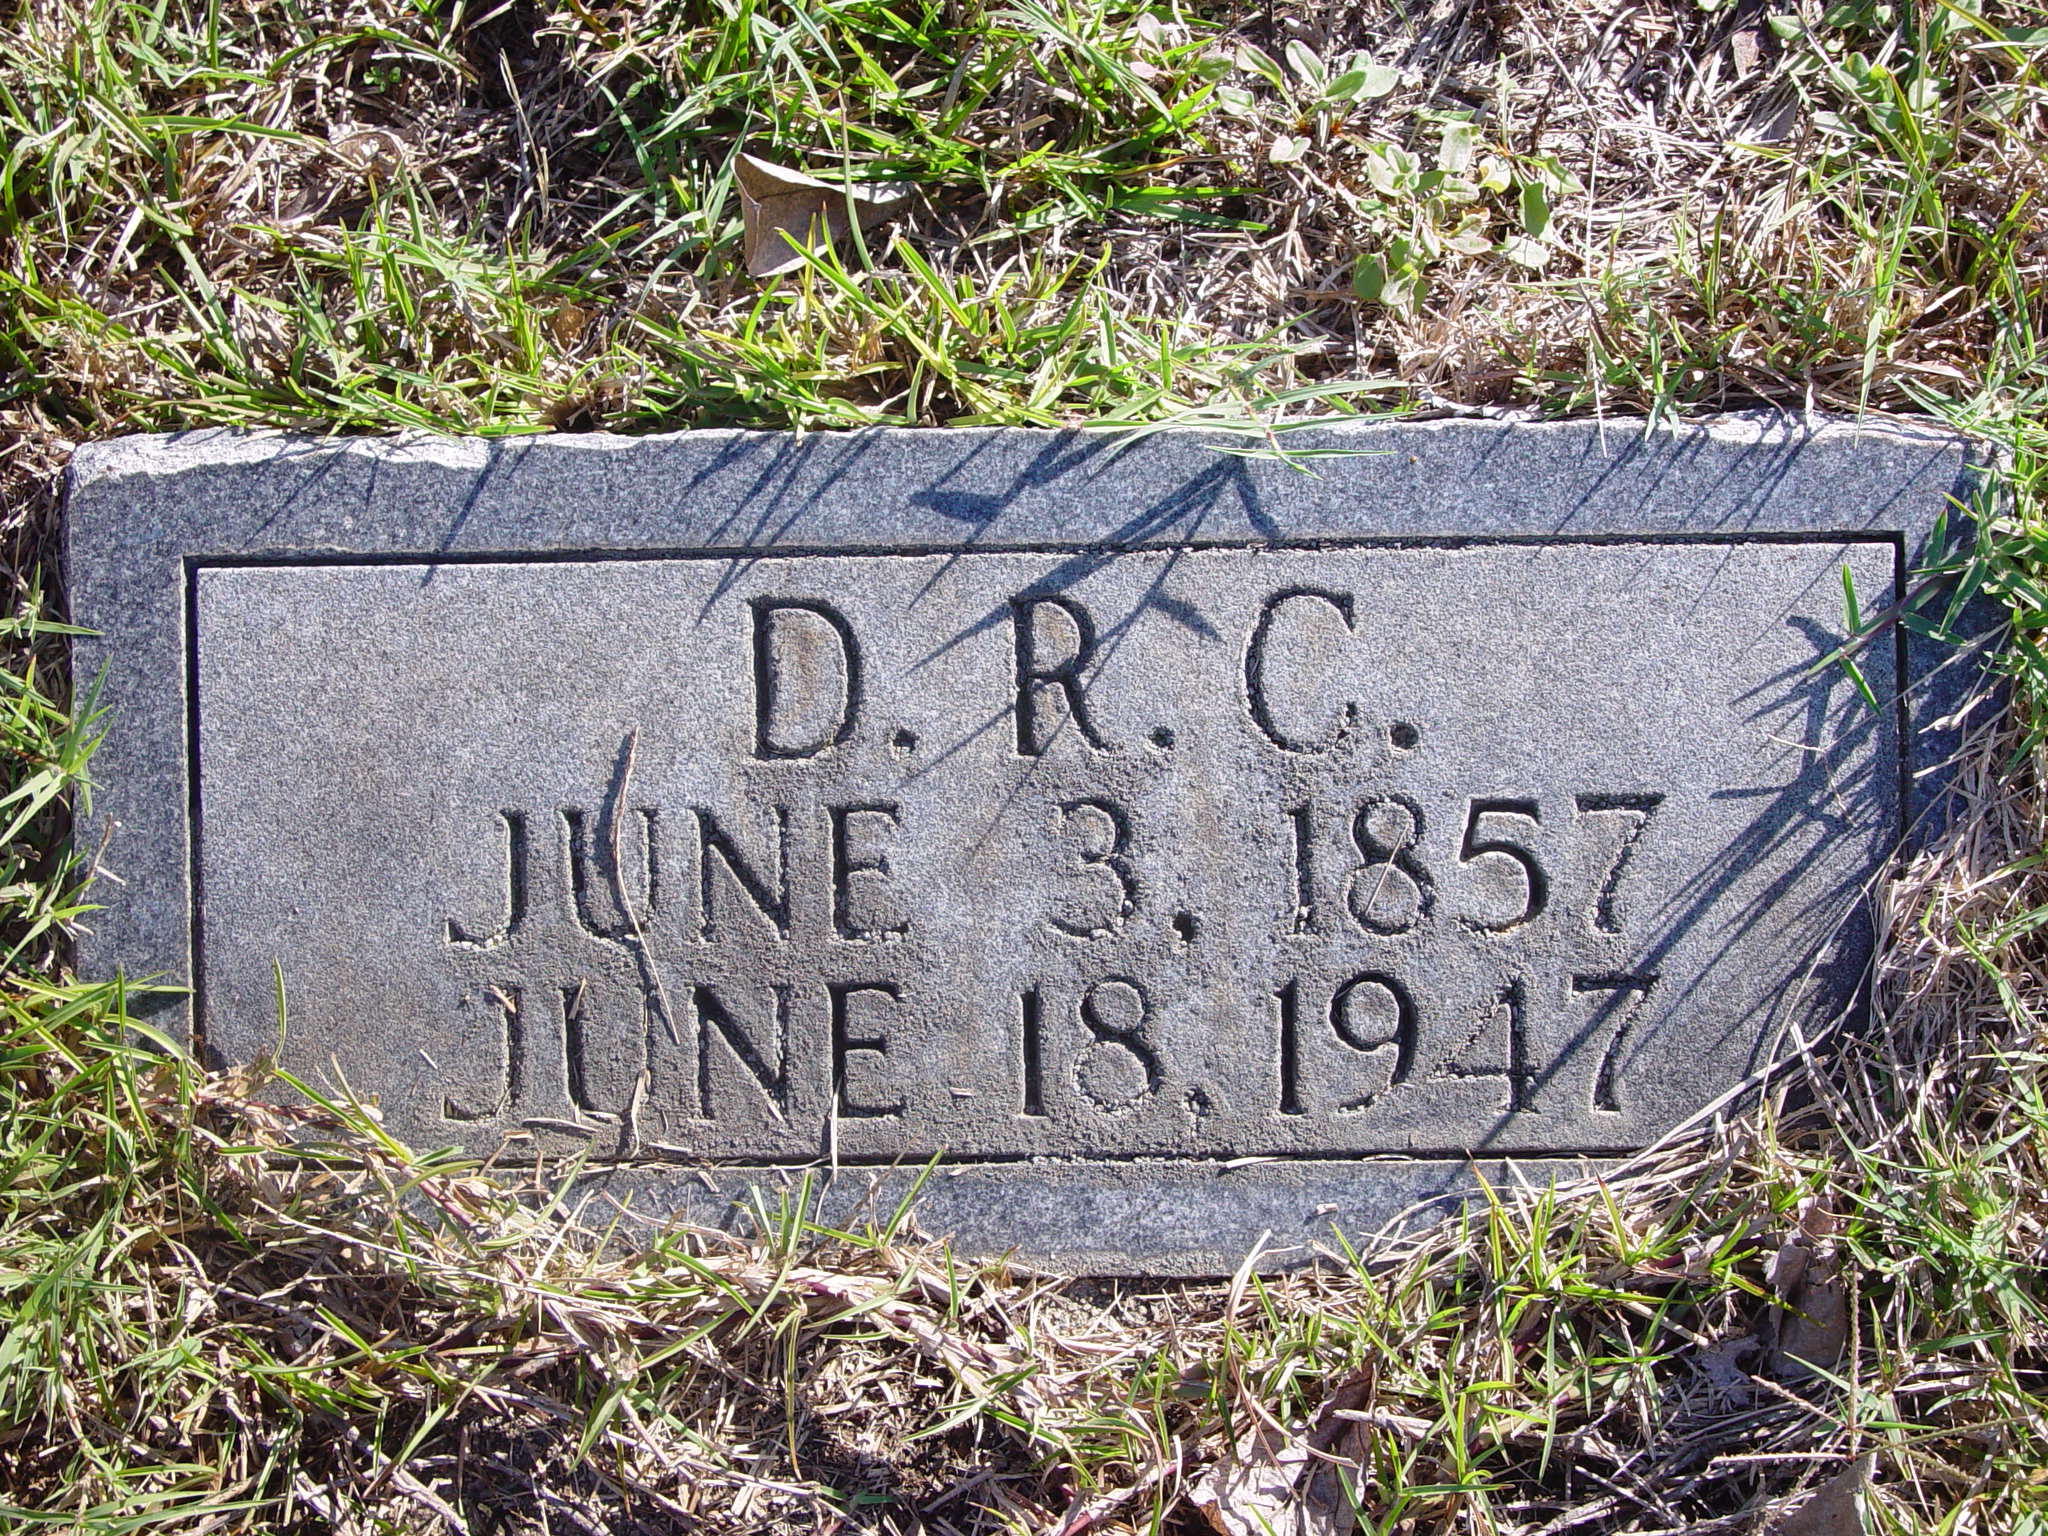 D. R. C.
JUNE 3, 1857
JUNE 18, 1947